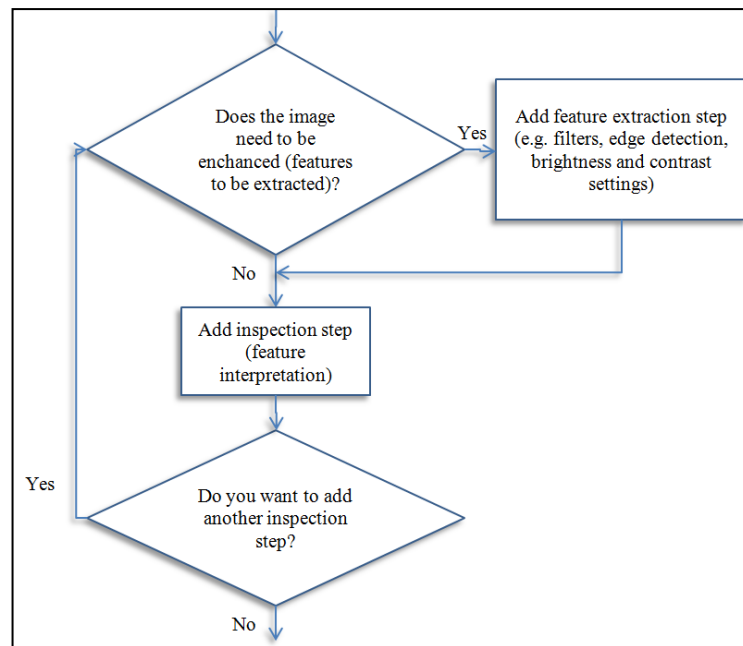 Does the image
need to be
enchanced (features
to be extracted)?
Yes
Add feature extraction step
(e.g. filters, edge detection,
brightness and contrast
settings)
No
Add inspection step
(feature
interpretation)
Yes
Do you want to add
another inspection
step?
No